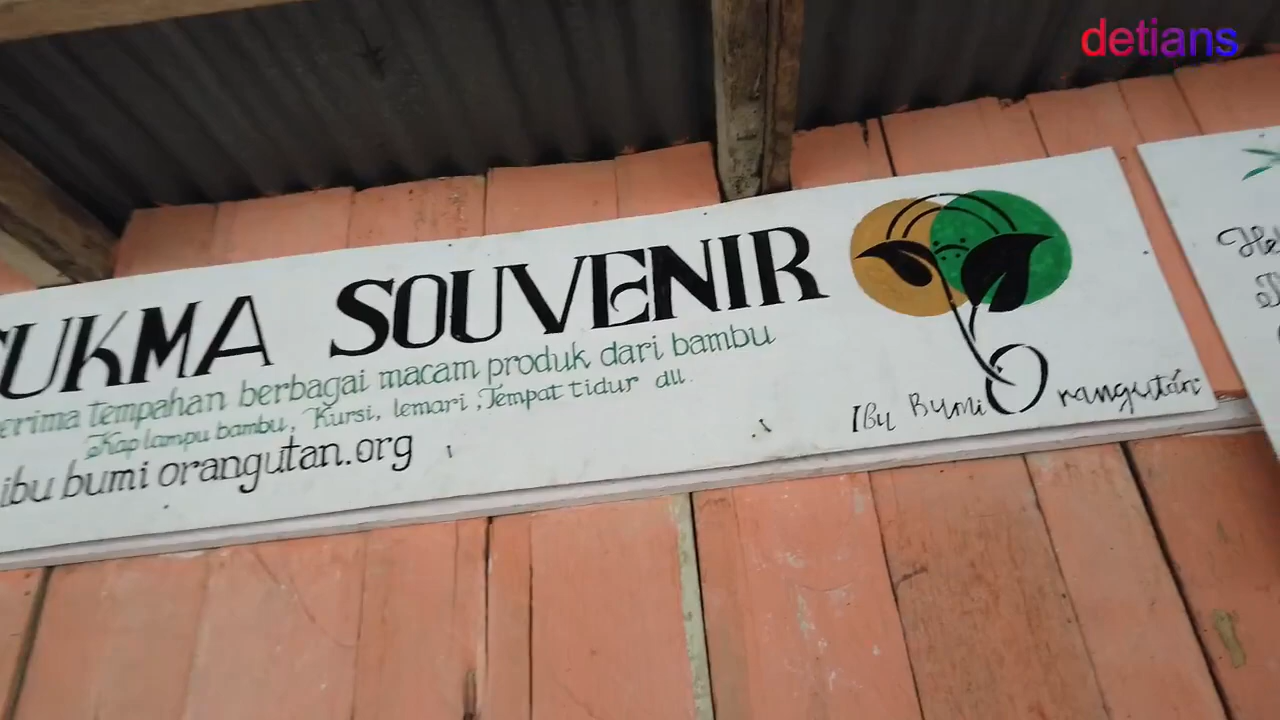 detians
SUKMA SOUVENIR
erima tempahan berbagai macam produk dari bambu
Kap lampu bambu, Kursi, lemari, Tempat tidur dll.
ibu bumi orangutan.org
Ibu Bumi Orangutan